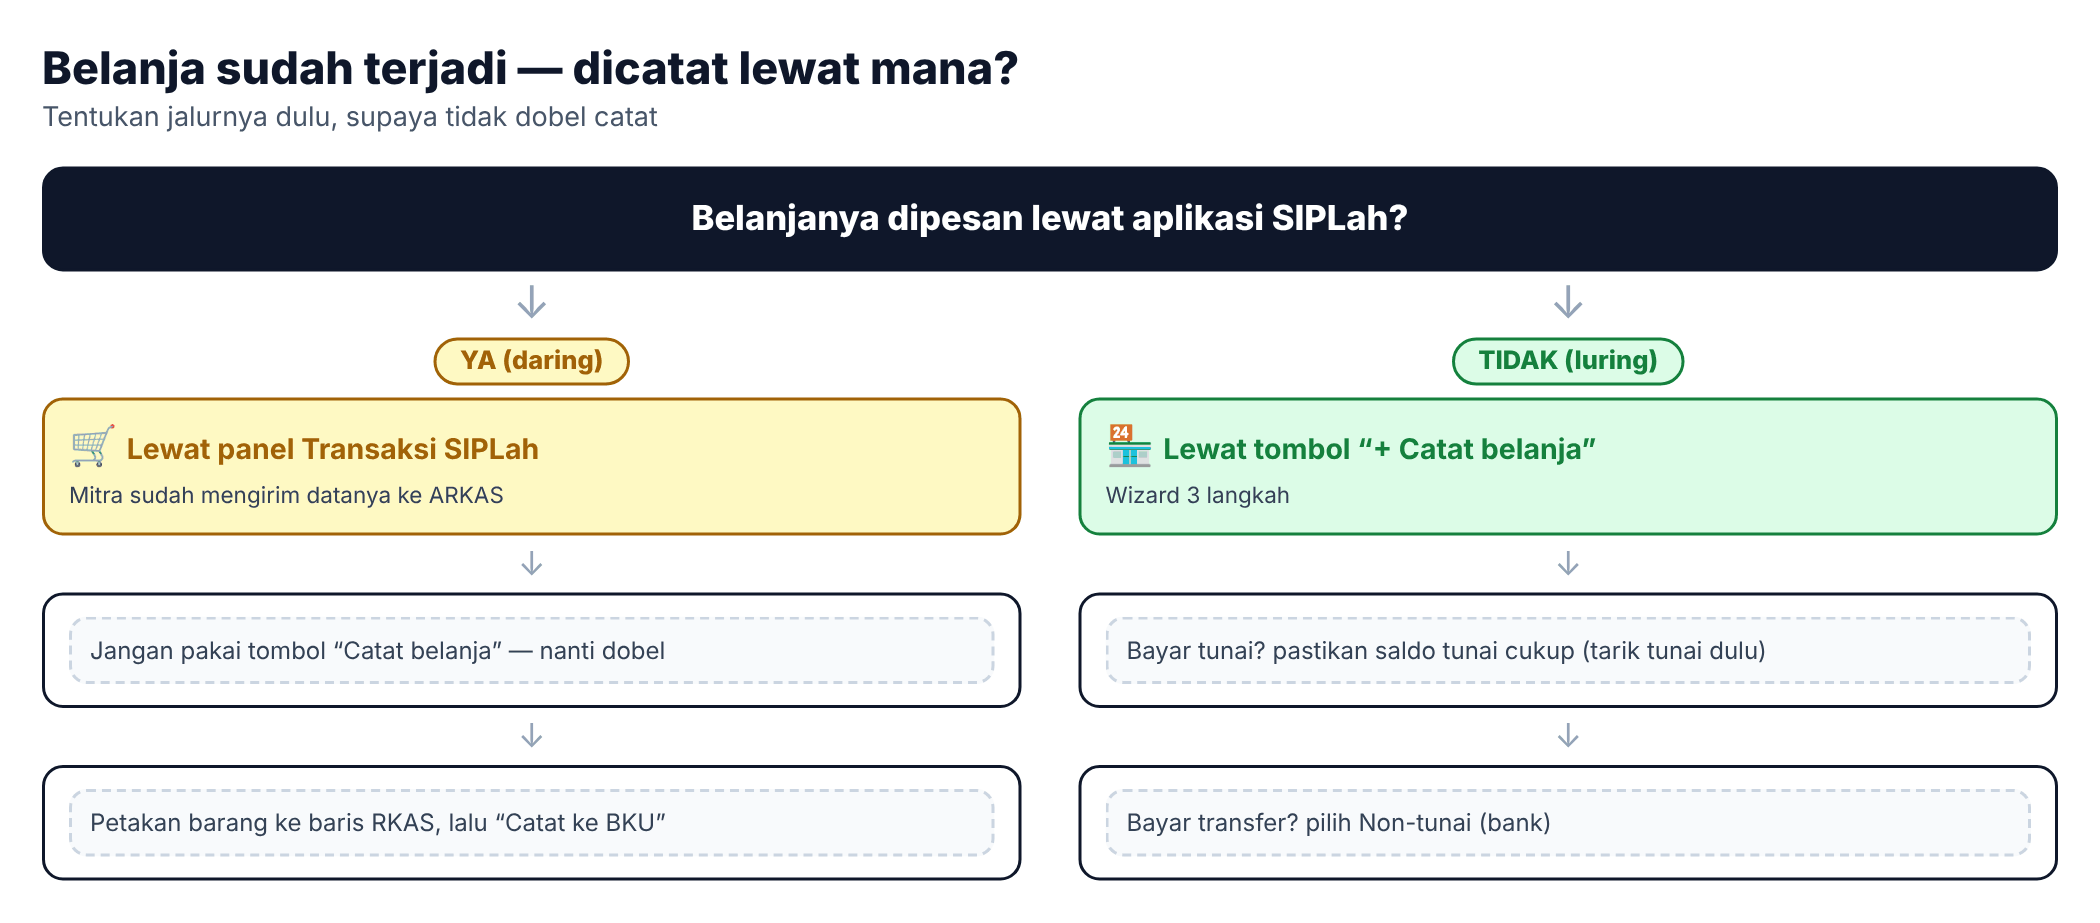 Belanja sudah terjadi — dicatat lewat mana?
Tentukan jalurnya dulu, supaya tidak dobel catat
Belanjanya dipesan lewat aplikasi SIPLah?
YA (daring)
Lewat panel Transaksi SIPLah
Mitra sudah mengirim datanya ke ARKAS
Jangan pakai tombol “Catat belanja” — nanti dobel
Petakan barang ke baris RKAS, lalu “Catat ke BKU”
TIDAK (luring)
24
Lewat tombol “+ Catat belanja”
Wizard 3 langkah
Bayar tunai? pastikan saldo tunai cukup (tarik tunai dulu)
Bayar transfer? pilih Non-tunai (bank)